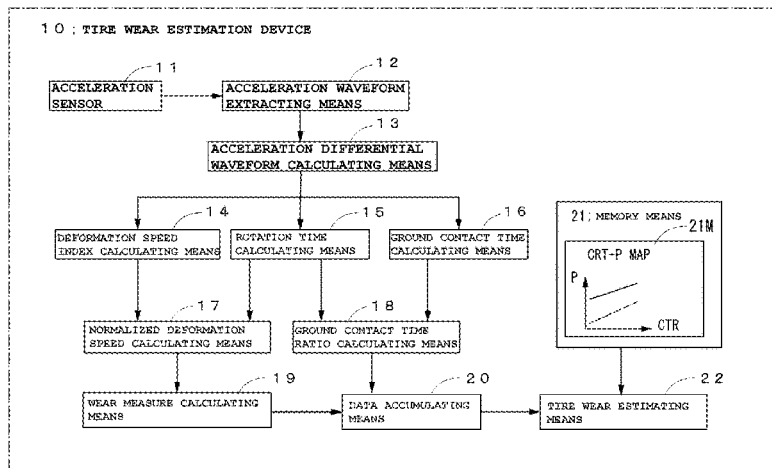 10 ; TIRE WEAR ESTIMATION DEVICE
11
12
ACCELERATION
SENSOR
ACCELERATION WAVEFORM
EXTRACTING MEANS
13
ACCELERATION DIFFERENTIAL
WAVEFORM CALCULATING MEANS
14
15
16
DEFORMATION SPEED
INDEX CALCULATING MEANS
ROTATION TIME
CALCULATING MEANS
GROUND CONTACT TIME
CALCULATING MEANS
21; MEMORY MEANS
21M
CRT-P MAP
P
CTR
17
18
NORMALIZED DEFORMATION
SPEED CALCULATING MEANS
GROUND CONTACT TIME
RATIO CALCULATING MEANS
19
20
22
WEAR MEASURE CALCULATING
MEANS
DATA ACCUMULATING
MEANS
TIRE WEAR ESTIMATING
MEANS